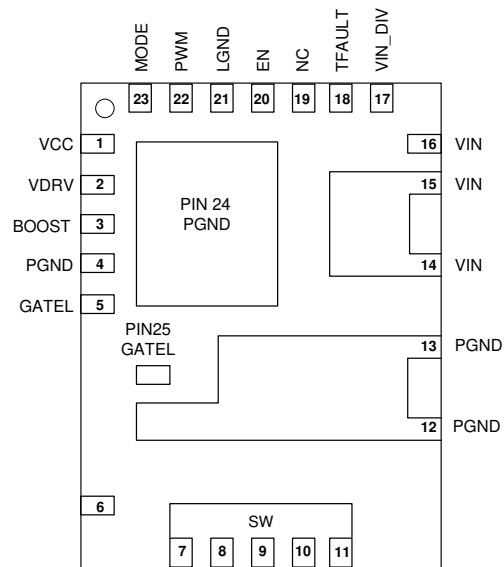 MODE
PWM
LGND
EN
NC
TFAULT
VIN_DIV
23
22
21
20
19
18
17
VCC
1
16
VIN
VDRV
2
15
VIN
PIN 24
PGND
BOOST
3
PGND
4
14
VIN
GATEL
5
PIN25
GATEL
13
PGND
12
PGND
6
SW
7
8
9
10
11